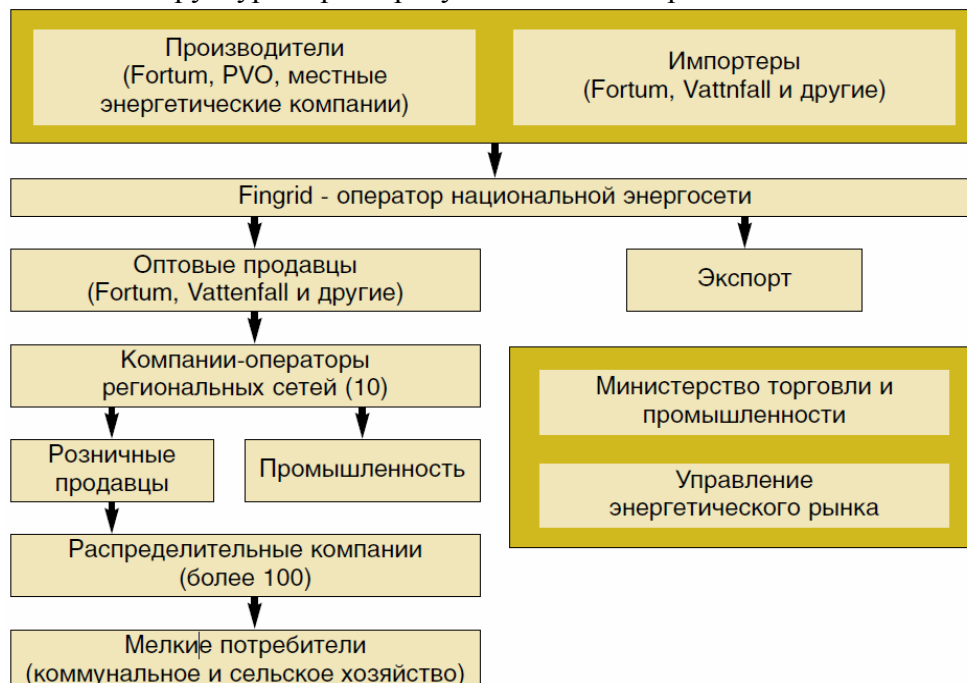 Производители
(Fortum, PVO, местные
энергетические компании)
Импортеры
(Fortum, Vattnfall и другие)
Fingrid - оператор национальной энергосети
Оптовые продавцы
(Fortum, Vattenfall и другие)
Экспорт
Компании-операторы
региональных сетей (10)
Министерство торговли и
промышленности
Розничные
продавцы
Промышленность
Управление
энергетического рынка
Распределительные компании
(более 100)
Мелкие потребители
(коммунальное и сельское хозяйство)